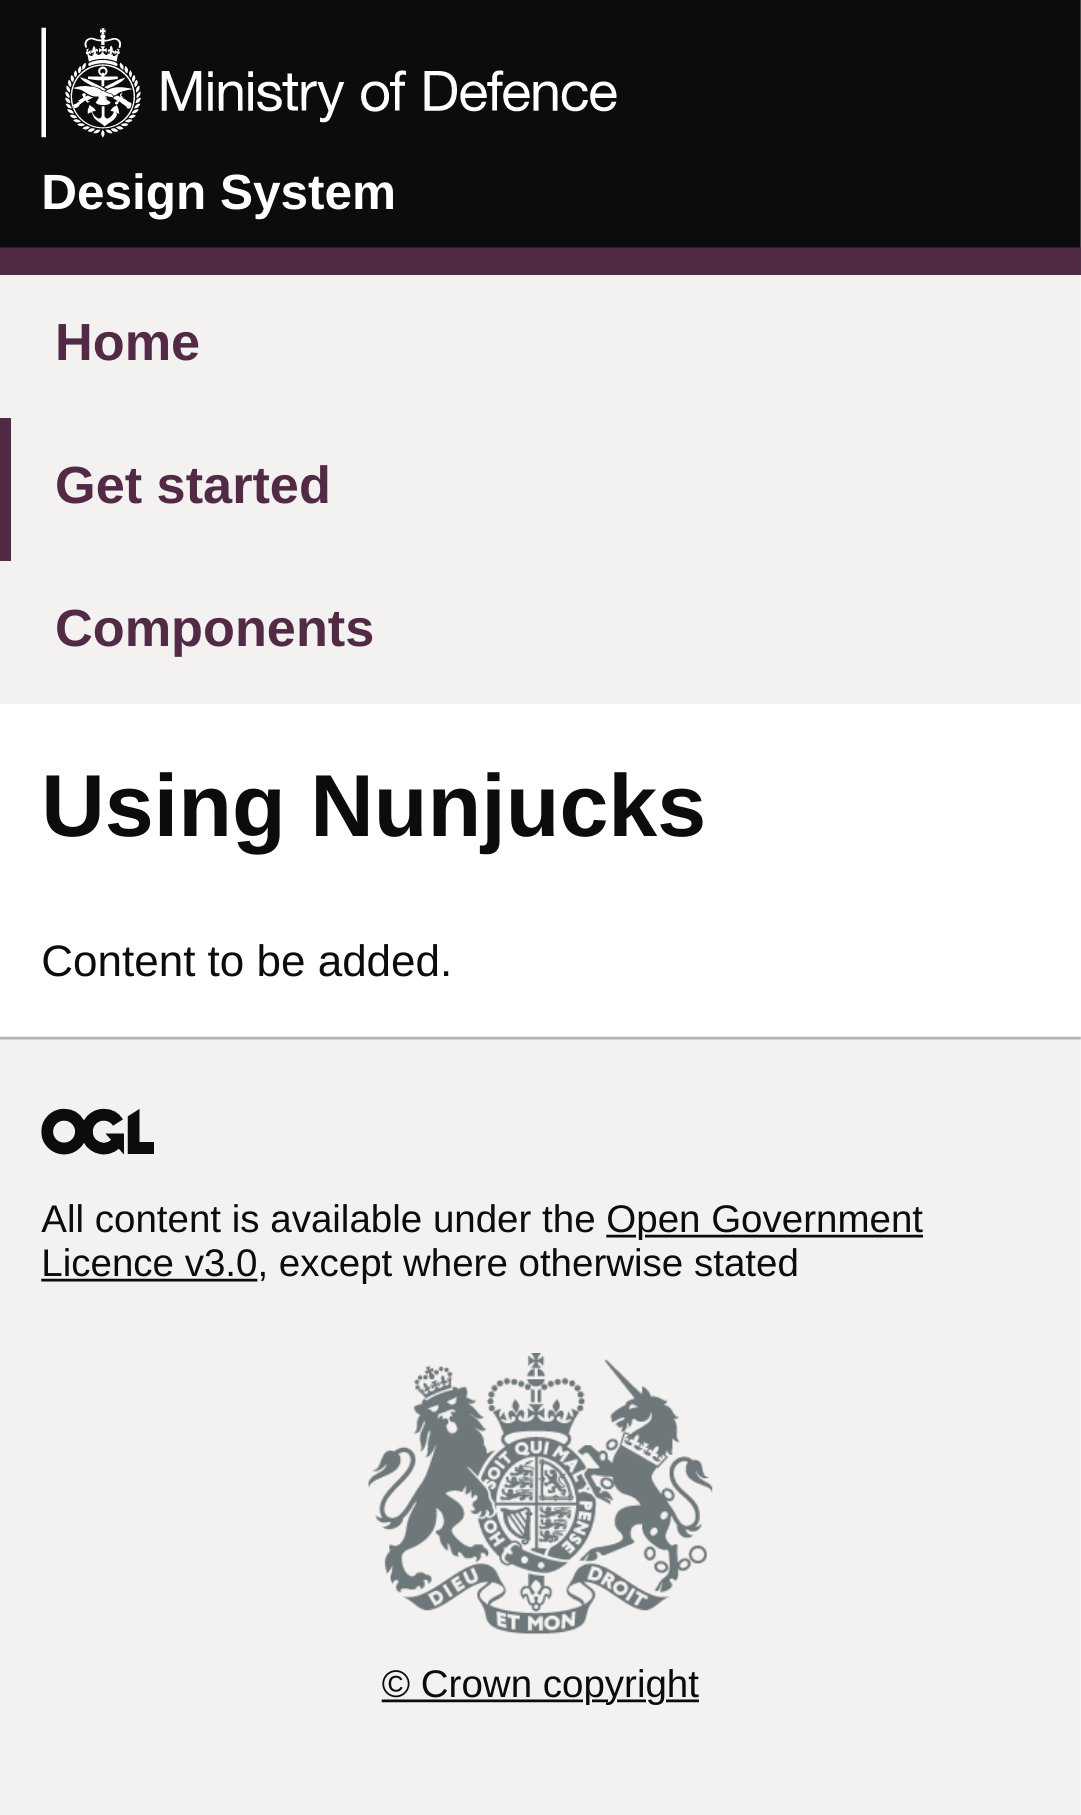 Ministry of Defence
Design System
Home
Get started
Components
Using Nunjucks
Content to be added.
OGL
All content is available under the Open Government
Licence v3.0, except where otherwise stated
SOIT QUI MAL Y PENSE
HO
DIEU
ET MON
DROIT
© Crown copyright